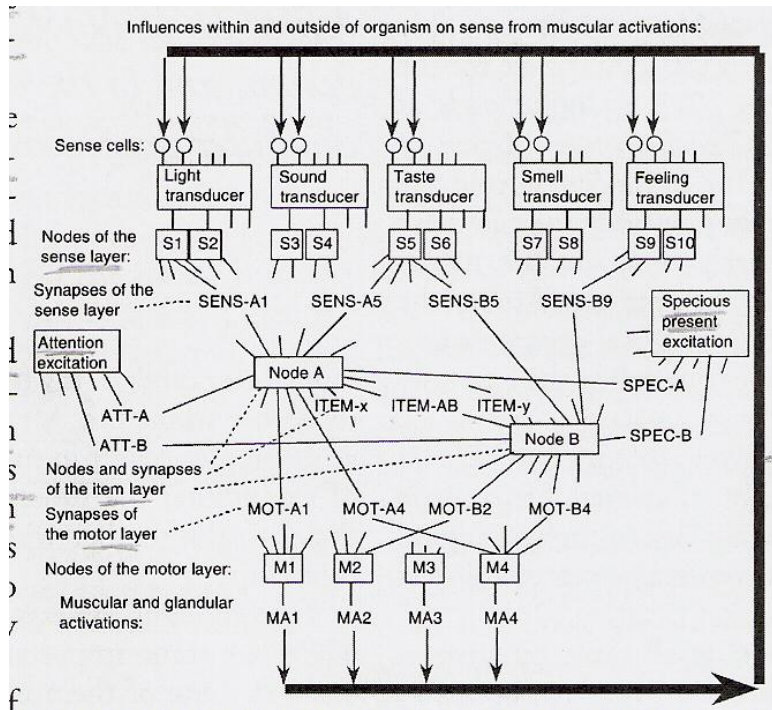 Influences within and outside of organism on sense from muscular activations:
Sense cells:
Light transducer
Sound transducer
Taste transducer
Smell transducer
Feeling transducer
Nodes of the sense layer:
S1 S2 S3 S4 S5 S6 S7 S8 S9 S10
Synapses of the sense layer
SENS-A1 SENS-A5 SENS-B5 SENS-B9
Specious present excitation
Attention excitation
Node A
SPEC-A
ATT-A
ITEM-x ITEM-AB ITEM-y
ATT-B
Node B
SPEC-B
Nodes and synapses of the item layer
Synapses of the motor layer
MOT-A1 MOT-A4 MOT-B2 MOT-B4
Nodes of the motor layer:
M1 M2 M3 M4
Muscular and glandular activations:
MA1 MA2 MA3 MA4